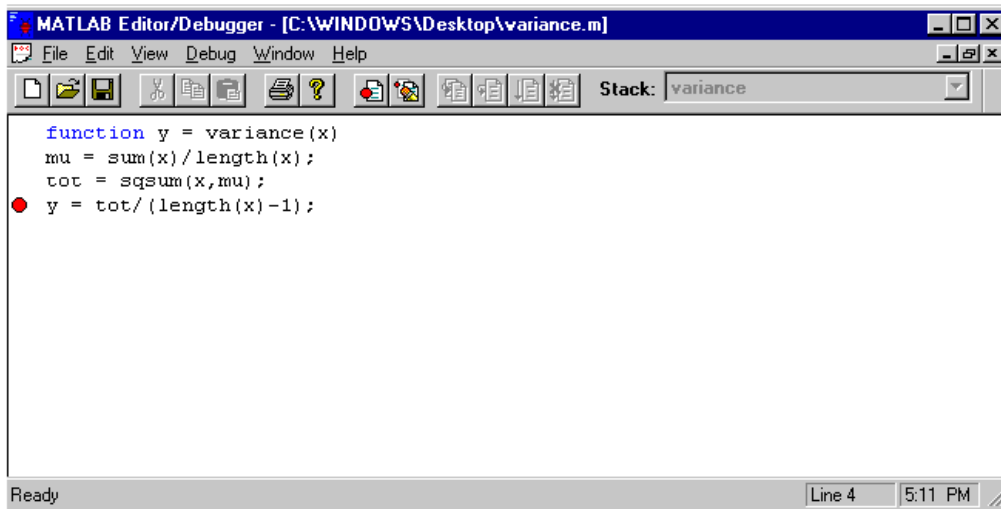 MATLAB Editor/Debugger - [C:\WINDOWS\Desktop\variance.m]
File Edit View Debug Window Help
Stack: variance
function y = variance(x)
mu = sum(x)/length(x);
tot = sqsum(x,mu);
y = tot/(length(x)-1);
Ready Line 4 5:11 PM